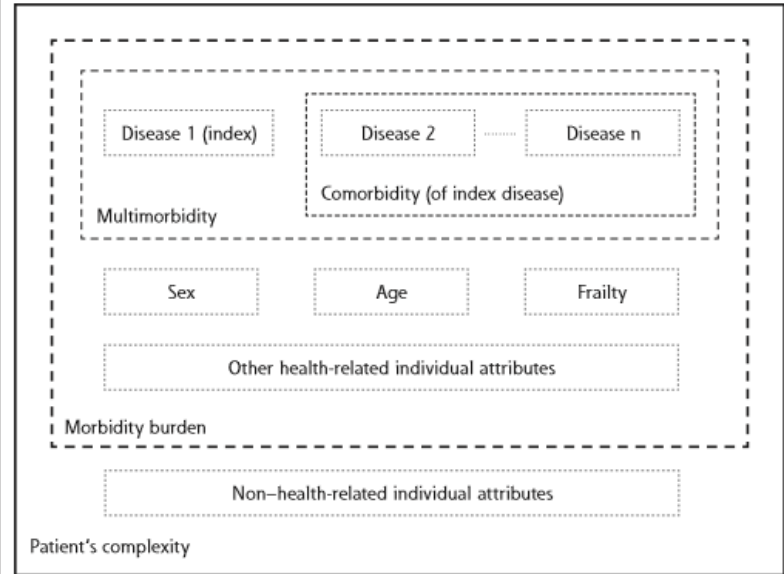 Disease 1 (index)
Disease 2
Disease n
Comorbidity (of index disease)
Multimorbidity
Sex
Age
Frailty
Other health-related individual attributes
Morbidity burden
Non–health-related individual attributes
Patient's complexity